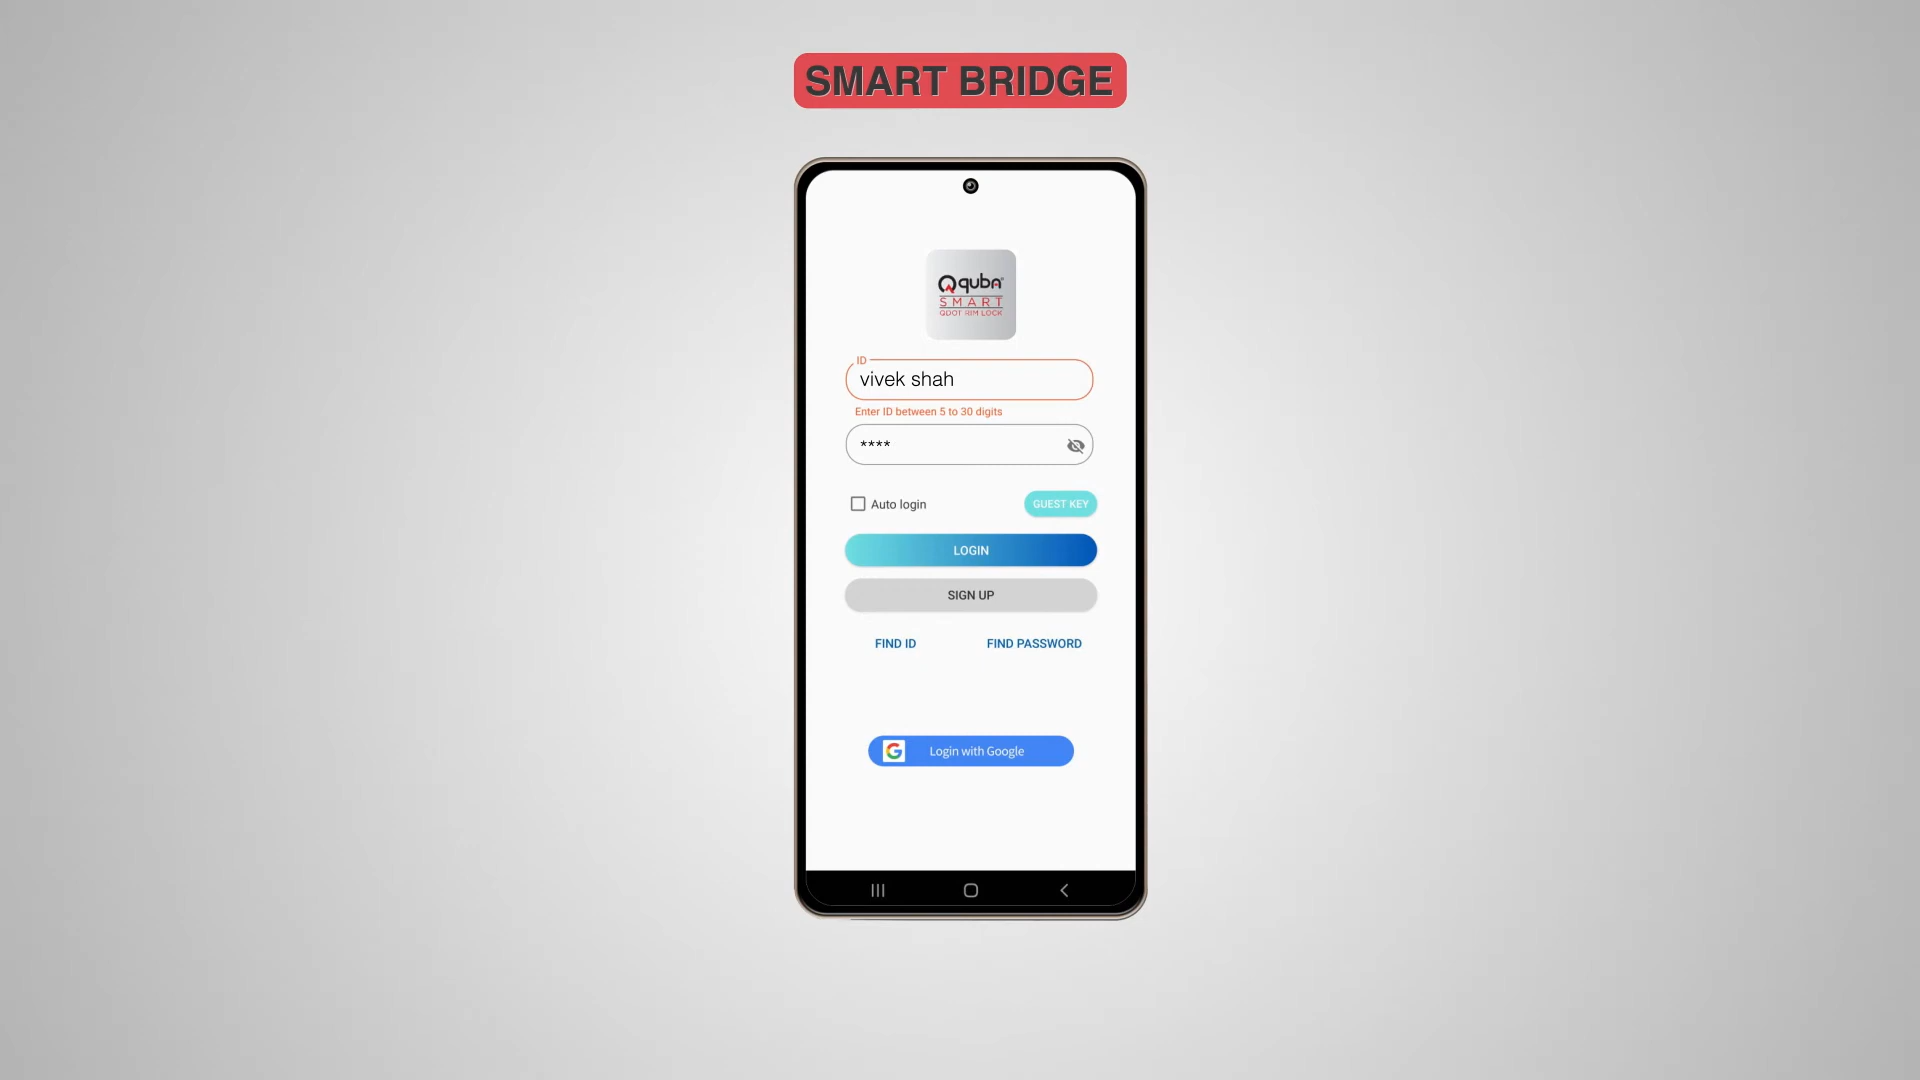 SMART BRIDGE
Qquba
SMART
QDOT RIM LOCK
ID
vivek shah
Enter ID between 5 to 30 digits
****
Auto login
GUEST KEY
LOGIN
SIGN UP
FIND ID
FIND PASSWORD
G
Login with Google